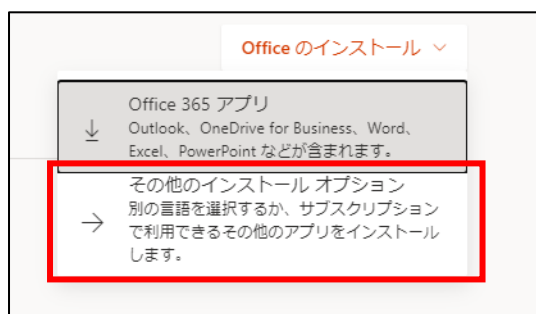 Office のインストール
Office 365 アプリ
Outlook、OneDrive for Business、Word、
Excel、PowerPoint などが含まれます。
その他のインストール オプション
別の言語を選択するか、サブスクリプション
で利用できるその他のアプリをインストール
します。